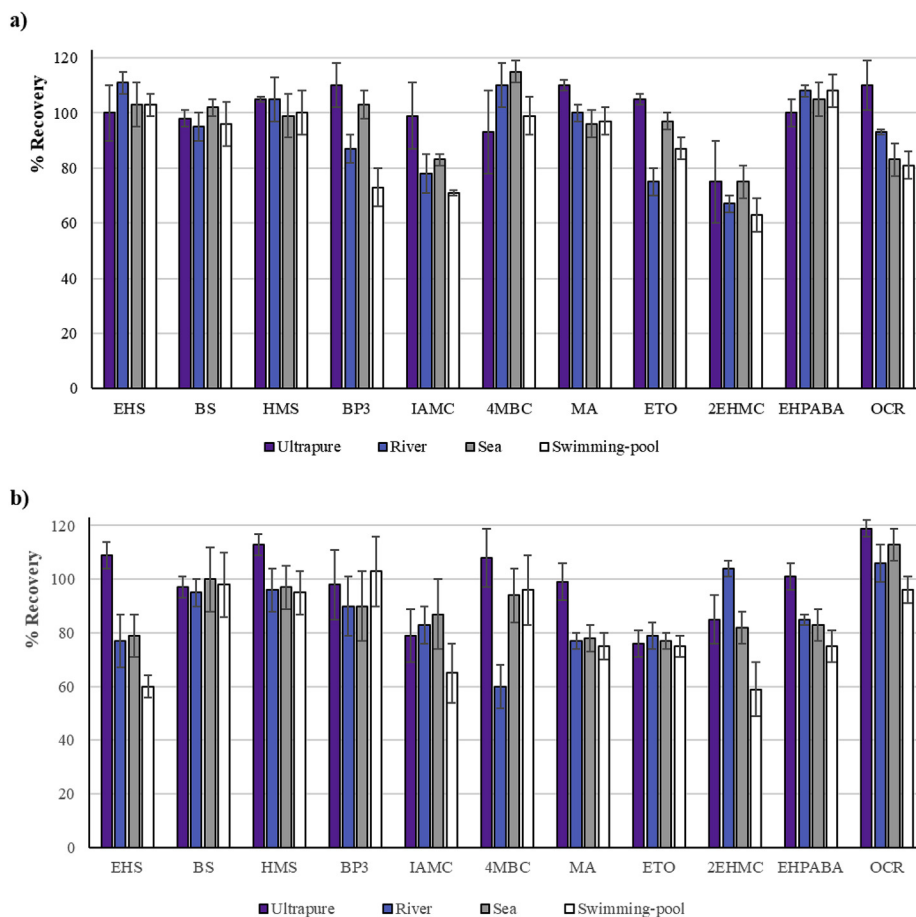 a)
% Recovery
120
100
80
60
40
20
0
EHS BS HMS BP3 IAMC 4MBC MA ETO 2EHMC EHPABA OCR
Ultrapure River Sea Swimming-pool
b)
% Recovery
120
100
80
60
40
20
0
EHS BS HMS BP3 IAMC 4MBC MA ETO 2EHMC EHPABA OCR
Ultrapure River Sea Swimming-pool